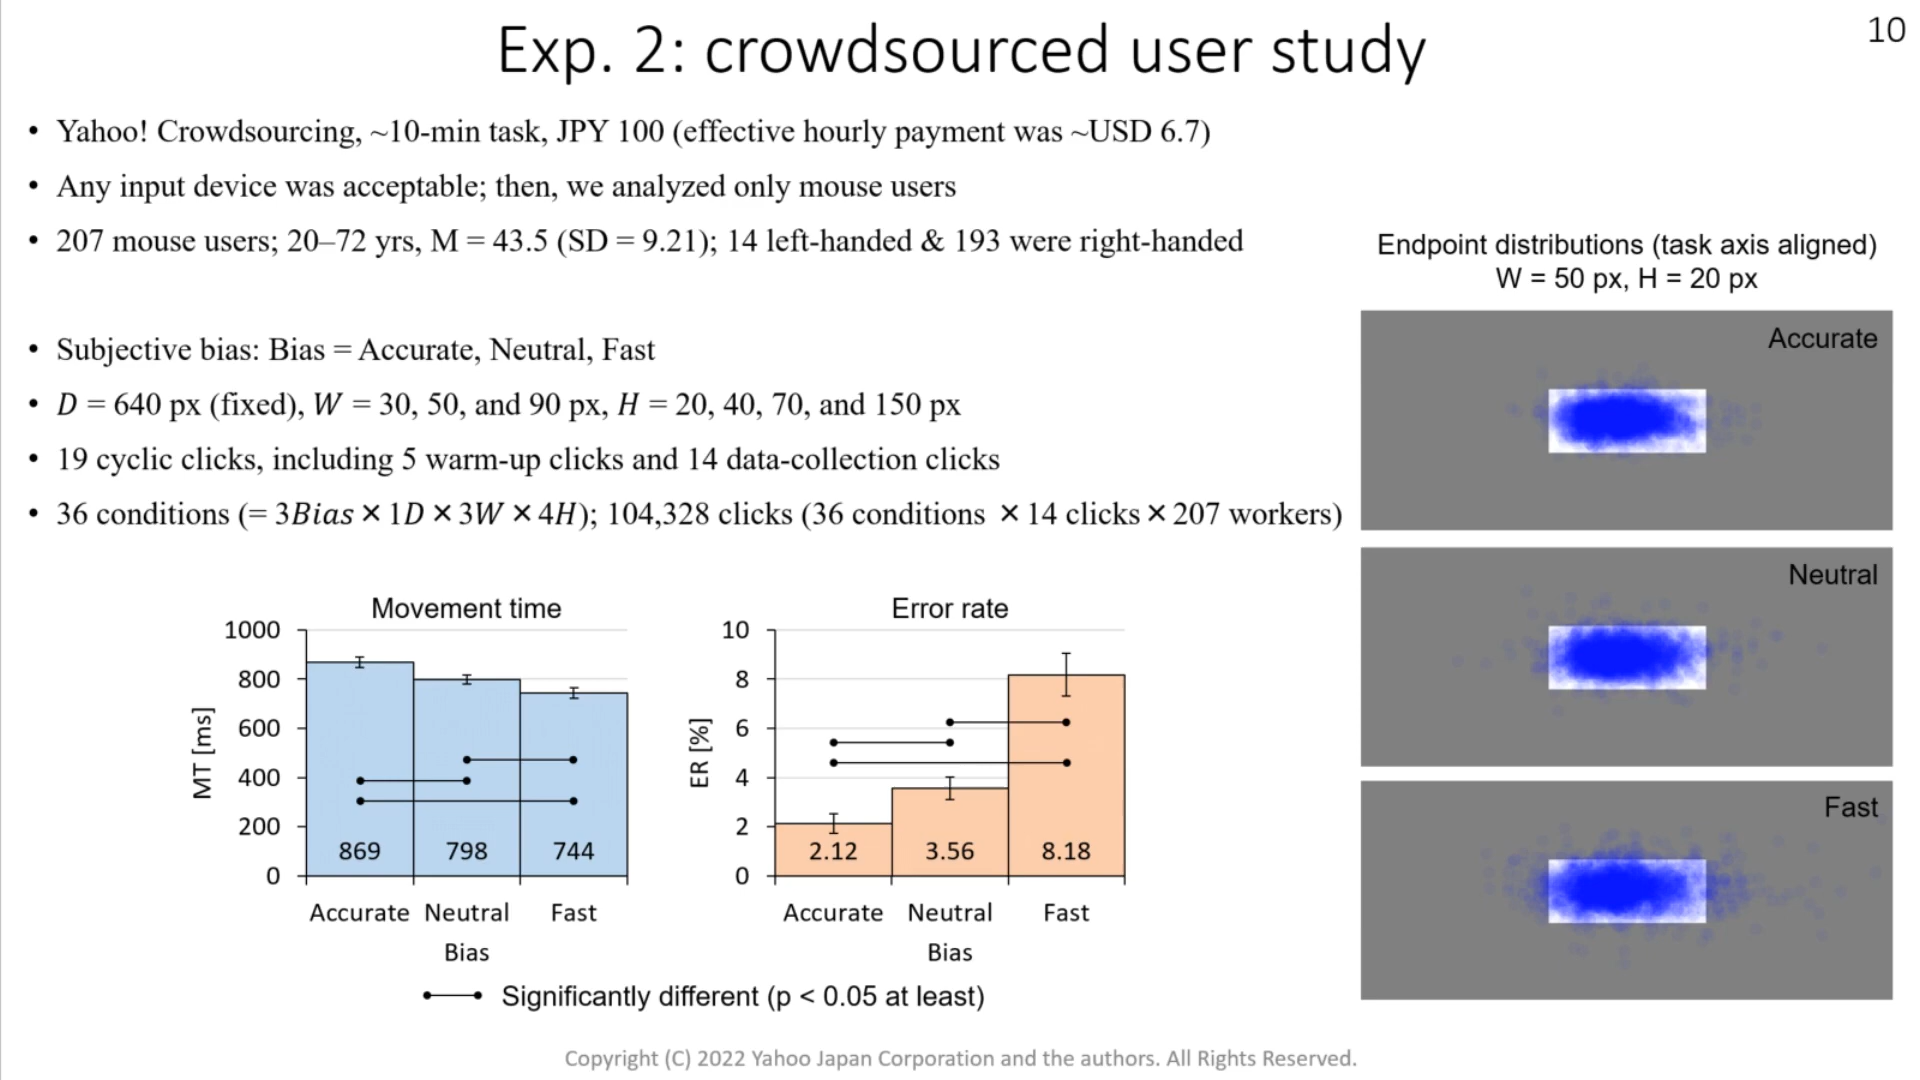 Exp. 2: crowdsourced user study
10
• Yahoo! Crowdsourcing, ~10-min task, JPY 100 (effective hourly payment was ~USD 6.7)
• Any input device was acceptable; then, we analyzed only mouse users
• 207 mouse users; 20–72 yrs, M = 43.5 (SD = 9.21); 14 left-handed & 193 were right-handed
• Subjective bias: Bias = Accurate, Neutral, Fast
• D = 640 px (fixed), W = 30, 50, and 90 px, H = 20, 40, 70, and 150 px
• 19 cyclic clicks, including 5 warm-up clicks and 14 data-collection clicks
• 36 conditions (= 3Bias × 1D × 3W × 4H); 104,328 clicks (36 conditions × 14 clicks × 207 workers)
Endpoint distributions (task axis aligned)
W = 50 px, H = 20 px
Accurate
Neutral
Fast
Movement time
MT [ms]
1000
800
600
400
200
0
869 798 744
Accurate Neutral Fast
Bias
Error rate
ER [%]
10
8
6
4
2
0
2.12 3.56 8.18
Accurate Neutral Fast
Bias
Significantly different (p < 0.05 at least)
Copyright (C) 2022 Yahoo Japan Corporation and the authors. All Rights Reserved.